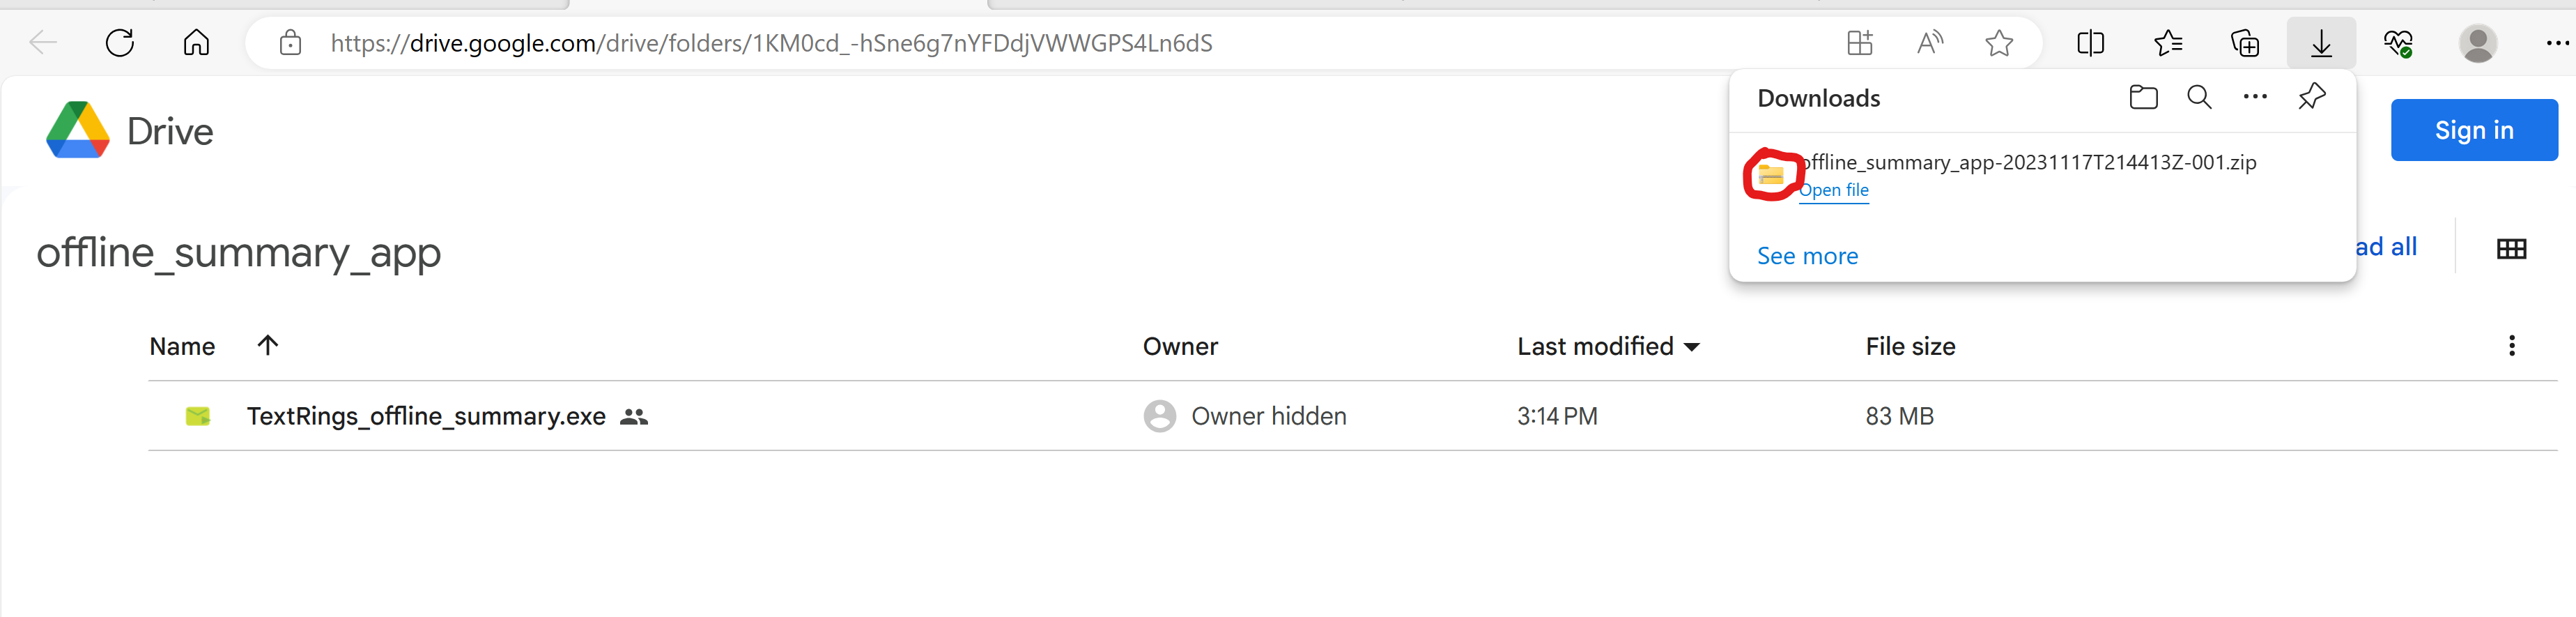 https://drive.google.com/drive/folders/1KM0cd_-hSne6g7nYFDdjVWWGPS4Ln6dS
Downloads
Drive
Sign in
offline_summary_app-20231117T214413Z-001.zip
Open file
offline_summary_app
ad all
See more
Name Owner Last modified File size
TextRings_offline_summary.exe Owner hidden 3:14 PM 83 MB